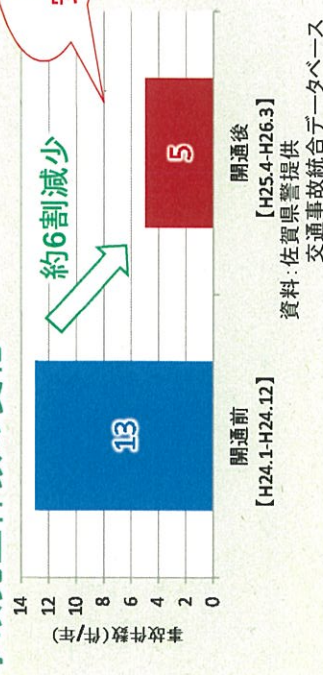 14
12
10
8
6
4
2
0
事故件数(件/年)
13
5
約6割減少
開通前
【H24.1-H24.12】
開通後
【H25.4-H26.3】
資料:佐賀県警提供
交通事故統合データベース